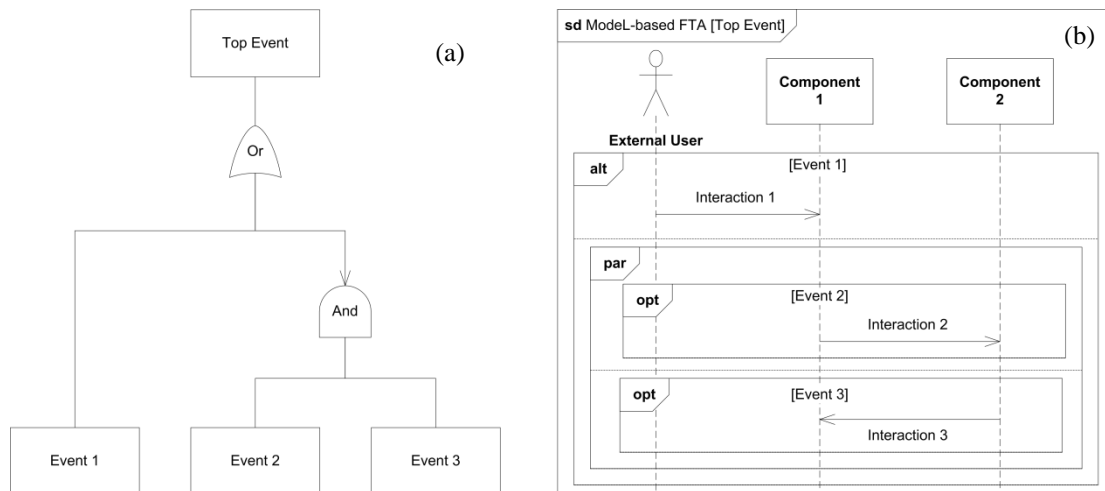 Top Event
(a)
Or
And
Event 1
Event 2
Event 3
sd ModeL-based FTA [Top Event]
(b)
External User
Component
1
Component
2
alt
[Event 1]
Interaction 1
par
opt
[Event 2]
Interaction 2
opt
[Event 3]
Interaction 3